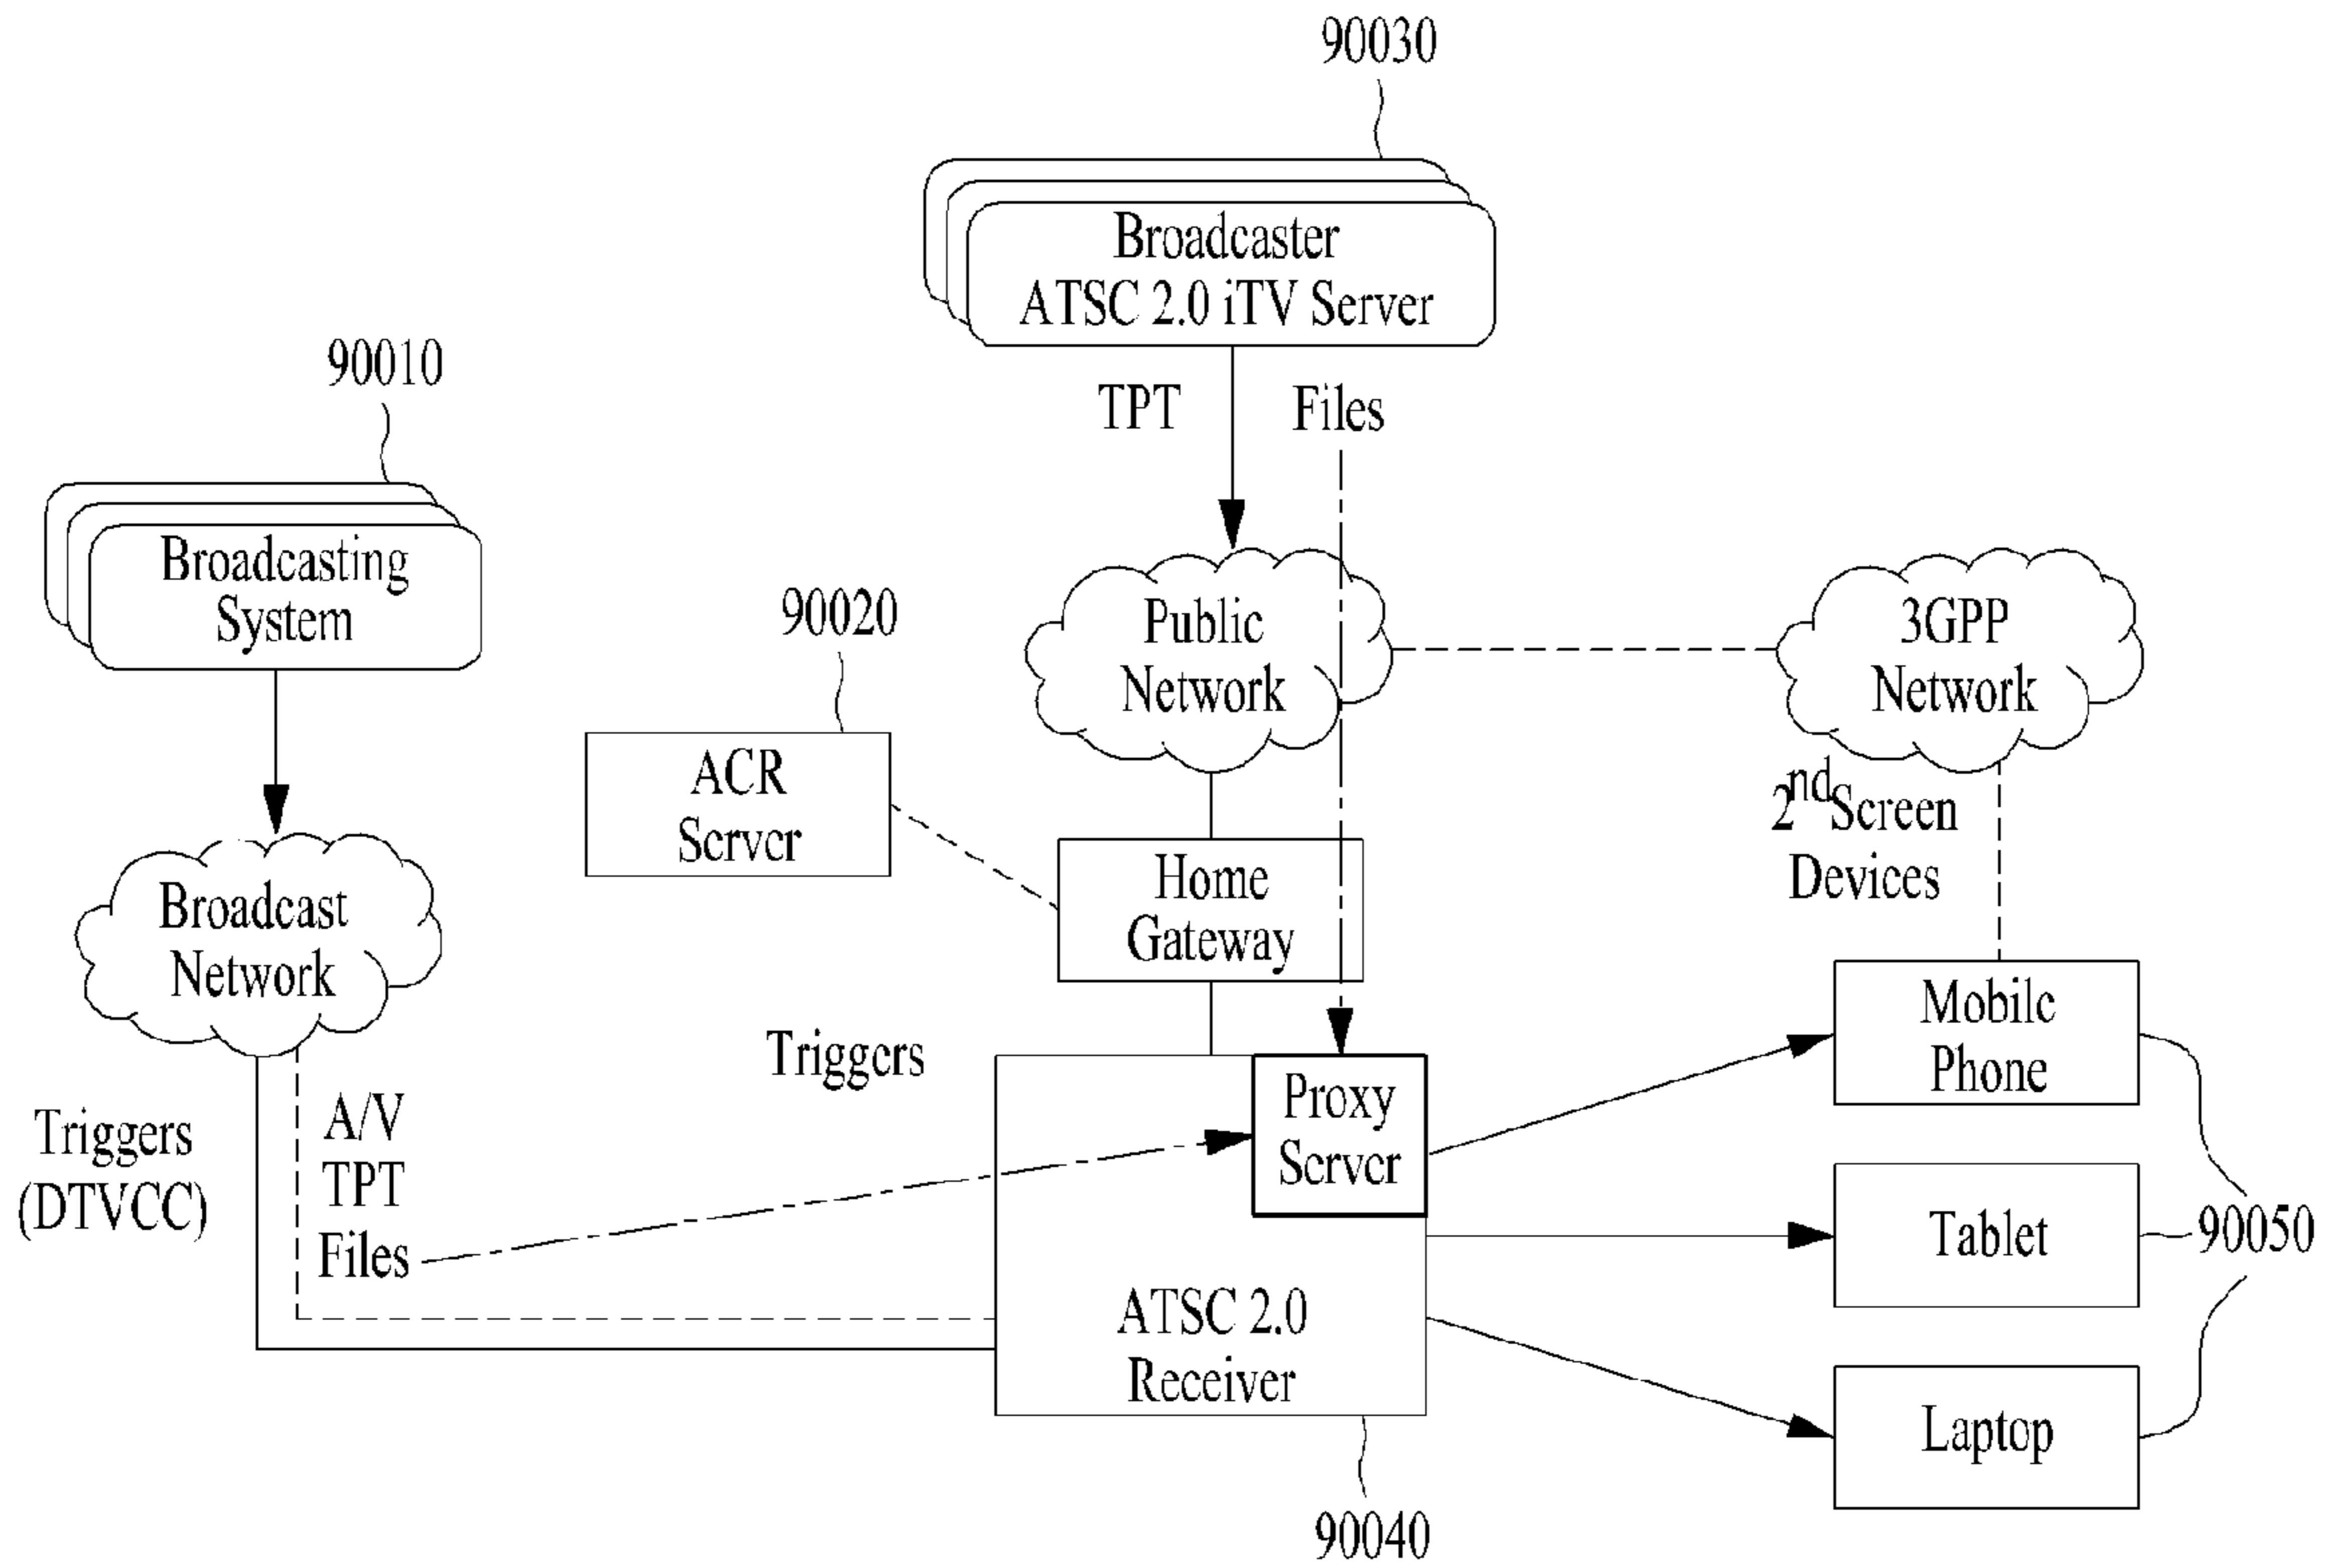 90030
Broadcaster
ATSC 2.0 iTV Server
90010
TPT
Files
Broadcasting
System
90020
Public
Network
3GPP
Network
ACR
Server
2nd Screen
Devices
Home
Gateway
Broadcast
Network
Mobile
Phone
Triggers
Proxy
Server
Triggers
(DTVCC)
A/V
TPT
Files
Tablet
90050
ATSC 2.0
Receiver
Laptop
90040